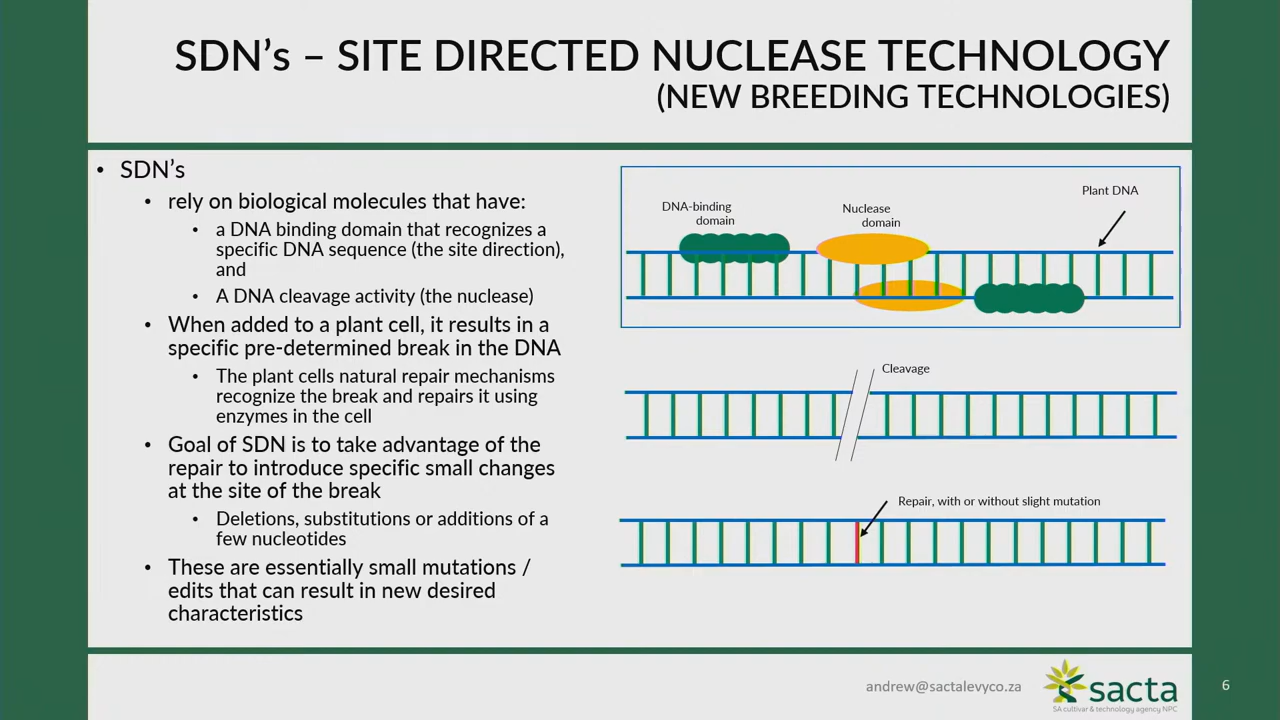 SDN's – SITE DIRECTED NUCLEASE TECHNOLOGY
(NEW BREEDING TECHNOLOGIES)
• SDN's
• rely on biological molecules that have:
• a DNA binding domain that recognizes a
specific DNA sequence (the site direction),
and
• A DNA cleavage activity (the nuclease)
• When added to a plant cell, it results in a
specific pre-determined break in the DNA
• The plant cells natural repair mechanisms
recognize the break and repairs it using
enzymes in the cell
• Goal of SDN is to take advantage of the
repair to introduce specific small changes
at the site of the break
• Deletions, substitutions or additions of a
few nucleotides
• These are essentially small mutations /
edits that can result in new desired
characteristics
DNA-binding
domain
Nuclease
domain
Plant DNA
Cleavage
Repair, with or without slight mutation
andrew@sactalevyco.za
sacta
SA cultivar & technology agency NPC
6